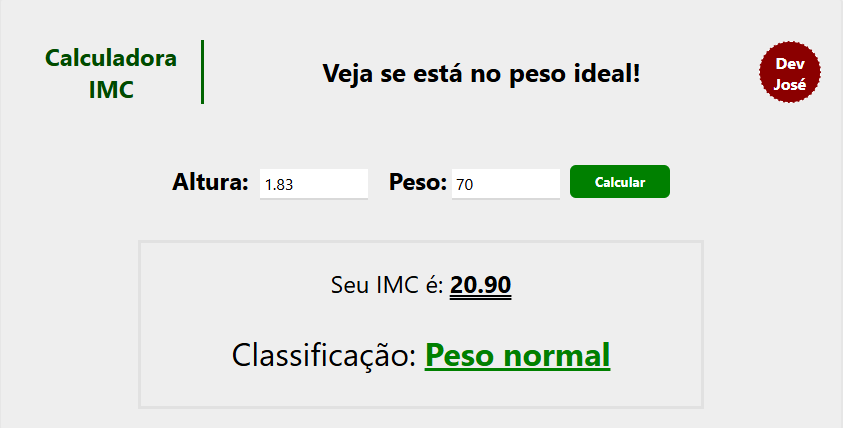 Calculadora
IMC
Veja se está no peso ideal!
Dev
José
Altura: 1.83 Peso: 70 Calcular
Seu IMC é: 20.90
Classificação: Peso normal